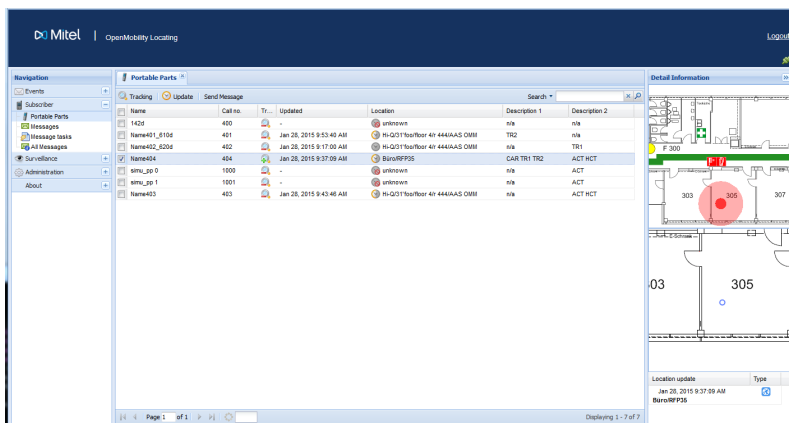 Mitel | OpenMobility Locating
Logout
Navigation
Events
Subscriber
Portable Parts
Messages
Message tasks
All Messages
Surveillance
Administration
About
Portable Parts
Tracking Update Send Message Search
Name Call no. Tr... Updated Location Description 1 Description 2
142d 400 - unknown n/a n/a
Name401_610d 401 Jan 28, 2015 9:53:40 AM Hi-Q/31°foo/floor 4/r 444/AAS OMM TR2 n/a
Name402_620d 402 Jan 28, 2015 9:17:00 AM Hi-Q/31°foo/floor 4/r 444/AAS OMM n/a TR1
Name404 404 Jan 28, 2015 9:37:09 AM Büro/RFP35 CAR TR1 TR2 ACT HCT
simu_pp 0 1000 - unknown n/a ACT
simu_pp 1 1001 - unknown n/a ACT
Name403 403 Jan 28, 2015 9:43:46 AM Hi-Q/31°foo/floor 4/r 444/AAS OMM n/a ACT HCT
Page 1 of 1
Displaying 1 - 7 of 7
Detail Information
F 300
303 305 307
E-Schrank
03 305
Location update Type
Jan 28, 2015 9:37:09 AM
Büro/RFP35